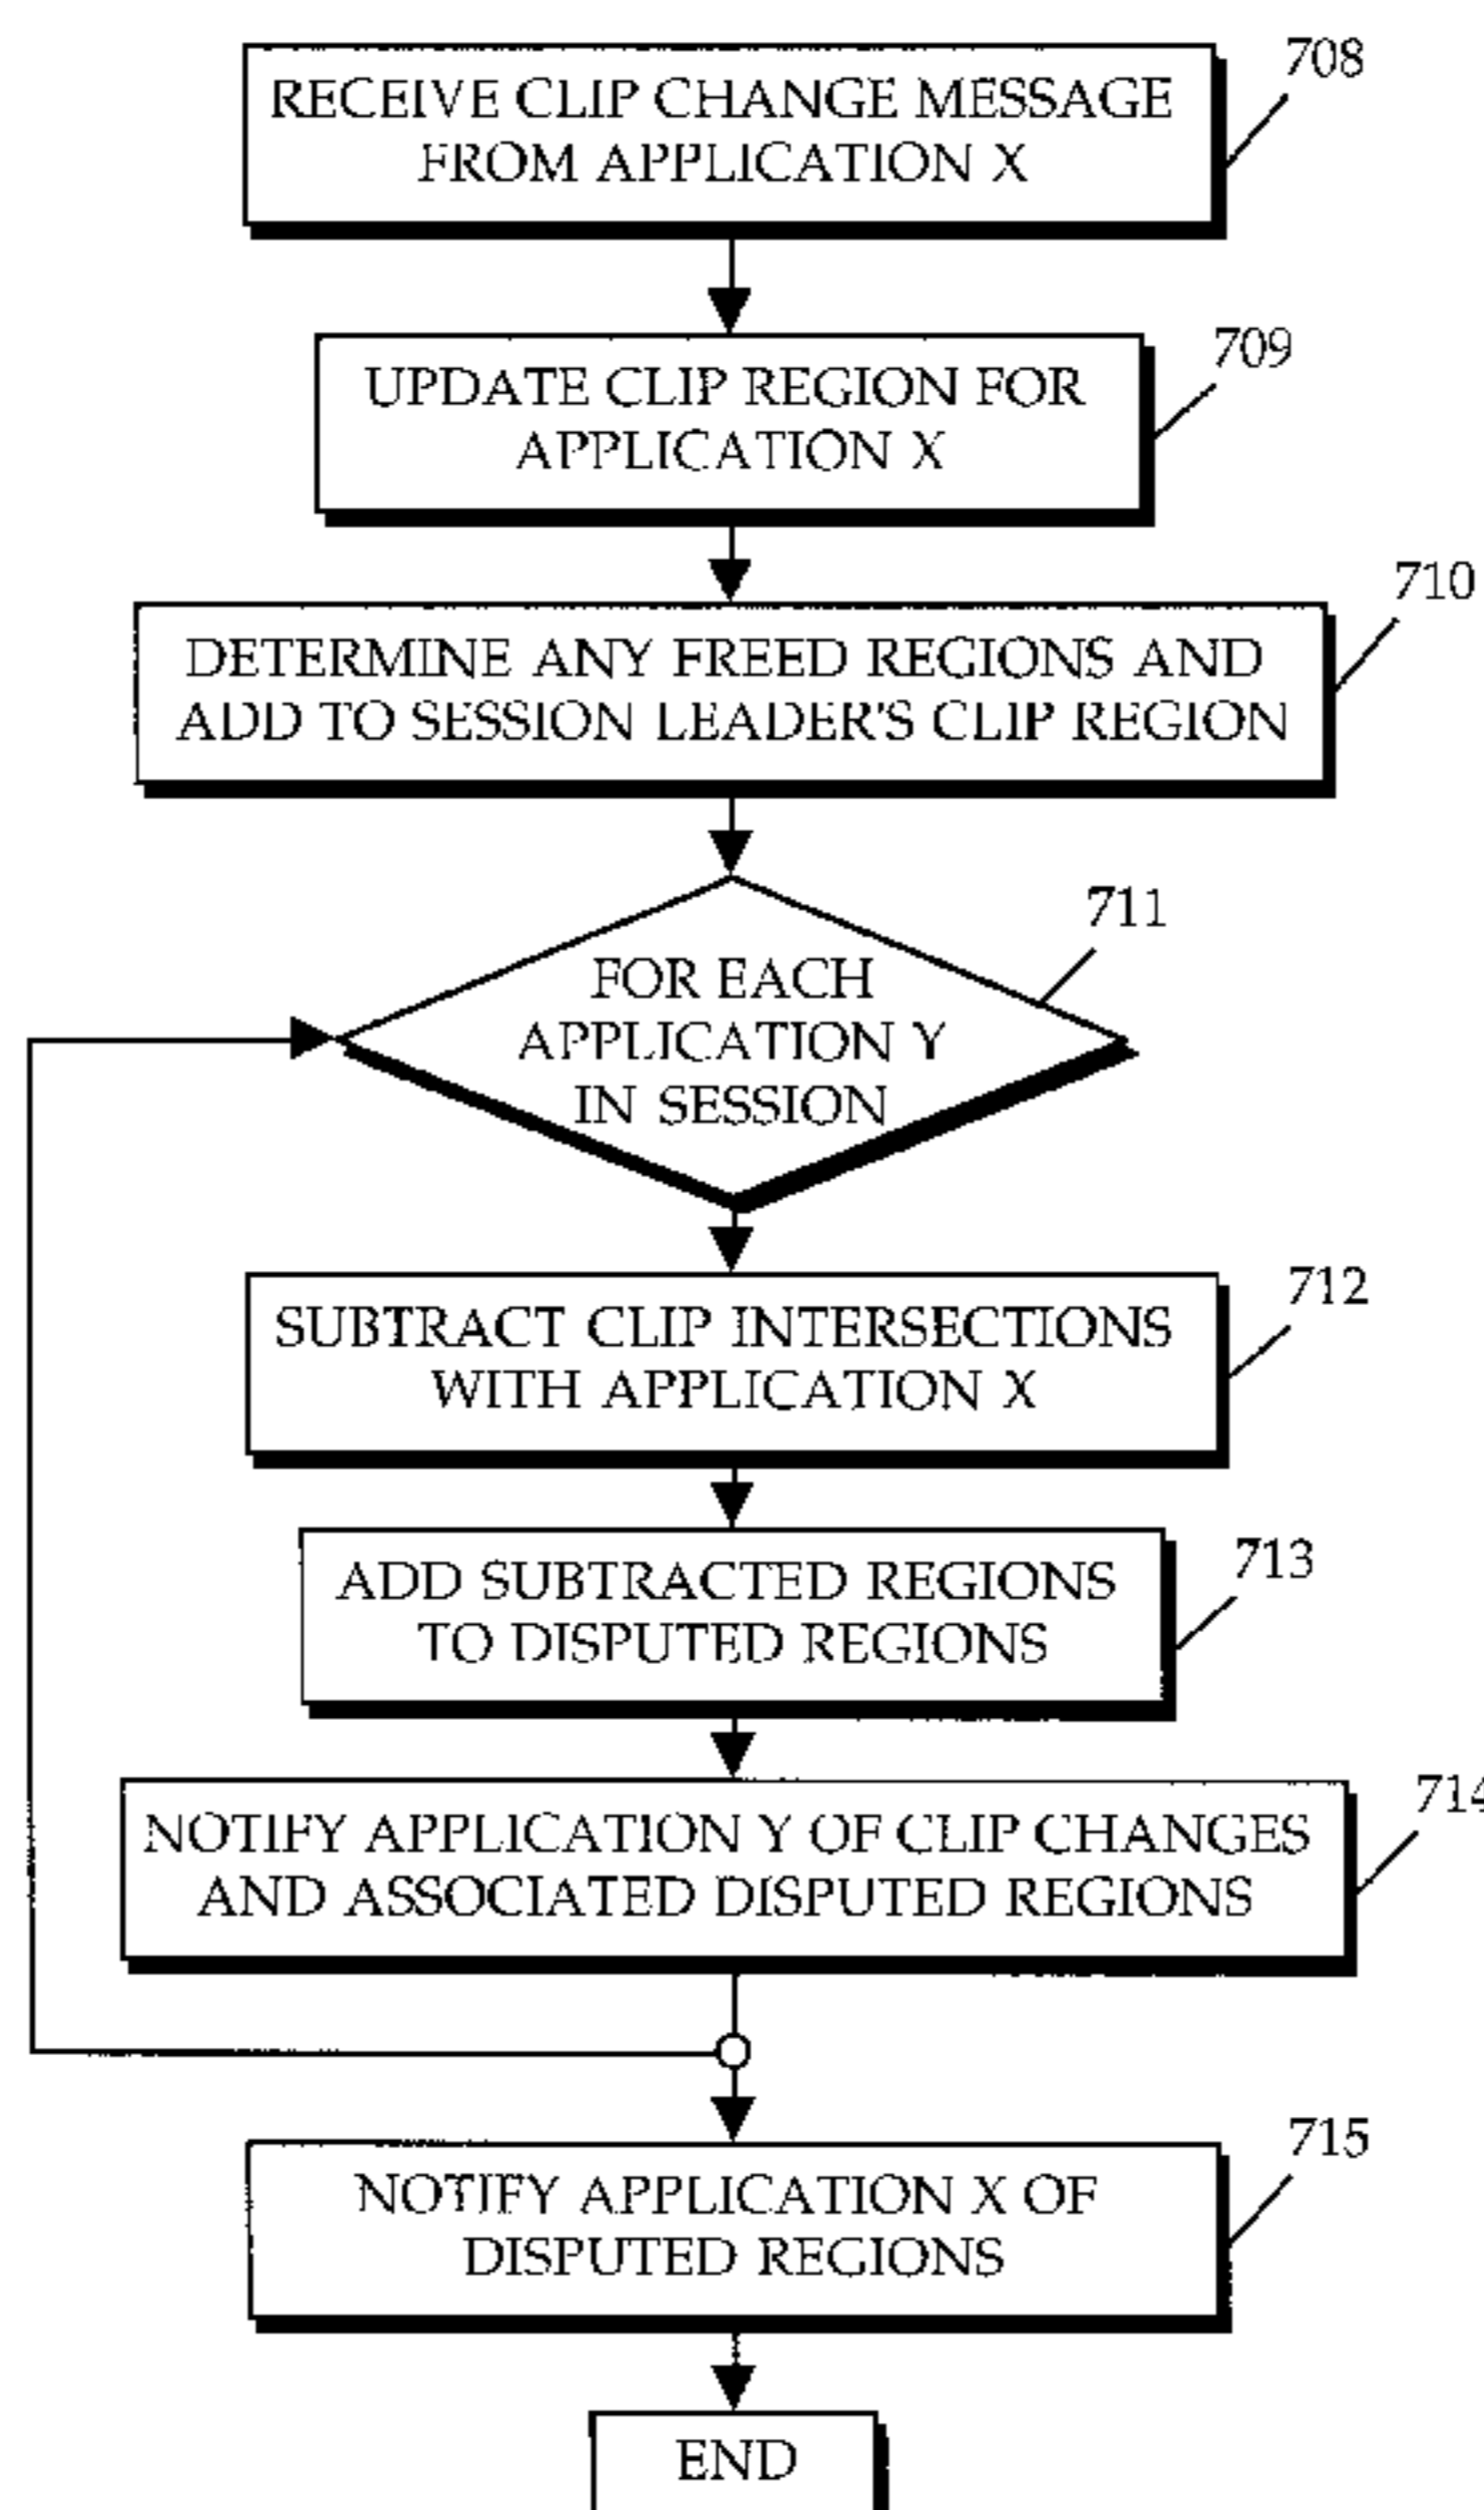 708
RECEIVE CLIP CHANGE MESSAGE
FROM APPLICATION X
709
UPDATE CLIP REGION FOR
APPLICATION X
710
DETERMINE ANY FREED REGIONS AND
ADD TO SESSION LEADER'S CLIP REGION
711
FOR EACH
APPLICATION Y
IN SESSION
712
SUBTRACT CLIP INTERSECTIONS
WITH APPLICATION X
713
ADD SUBTRACTED REGIONS
TO DISPUTED REGIONS
714
NOTIFY APPLICATION Y OF CLIP CHANGES
AND ASSOCIATED DISPUTED REGIONS
715
NOTIFY APPLICATION X OF
DISPUTED REGIONS
END